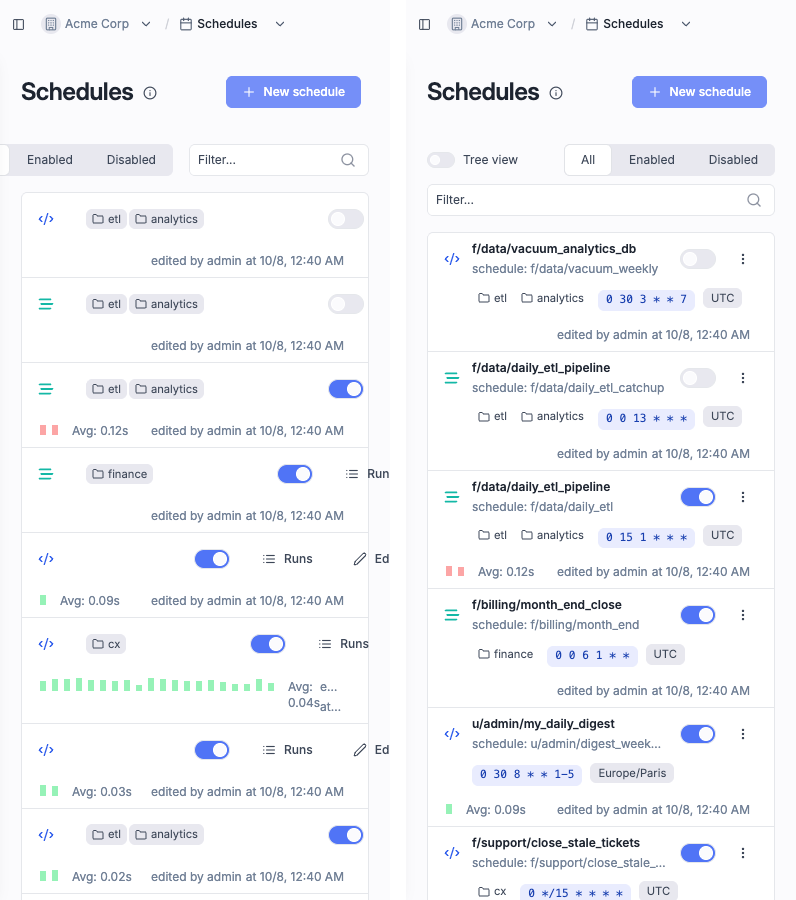 Acme Corp / Schedules
Schedules
New schedule
Enabled Disabled
Filter...
etl analytics
edited by admin at 10/8, 12:40 AM
etl analytics
edited by admin at 10/8, 12:40 AM
etl analytics
Avg: 0.12s edited by admin at 10/8, 12:40 AM
finance Run
edited by admin at 10/8, 12:40 AM
Runs Ed
Avg: 0.09s edited by admin at 10/8, 12:40 AM
cx Runs
Avg: e...
0.04s at...
Runs Ed
Avg: 0.03s edited by admin at 10/8, 12:40 AM
etl analytics
Avg: 0.02s edited by admin at 10/8, 12:40 AM
Acme Corp / Schedules
Schedules
New schedule
Tree view All Enabled Disabled
Filter...
f/data/vacuum_analytics_db
schedule: f/data/vacuum_weekly
etl analytics 0 30 3 * * 7 UTC
edited by admin at 10/8, 12:40 AM
f/data/daily_etl_pipeline
schedule: f/data/daily_etl_catchup
etl analytics 0 0 13 * * * UTC
edited by admin at 10/8, 12:40 AM
f/data/daily_etl_pipeline
schedule: f/data/daily_etl
etl analytics 0 15 1 * * * UTC
Avg: 0.12s edited by admin at 10/8, 12:40 AM
f/billing/month_end_close
schedule: f/billing/month_end
finance 0 0 6 1 * * UTC
edited by admin at 10/8, 12:40 AM
u/admin/my_daily_digest
schedule: u/admin/digest_week...
0 30 8 * * 1-5 Europe/Paris
Avg: 0.09s edited by admin at 10/8, 12:40 AM
f/support/close_stale_tickets
schedule: f/support/close_stale_...
cx 0 */15 * * * * UTC